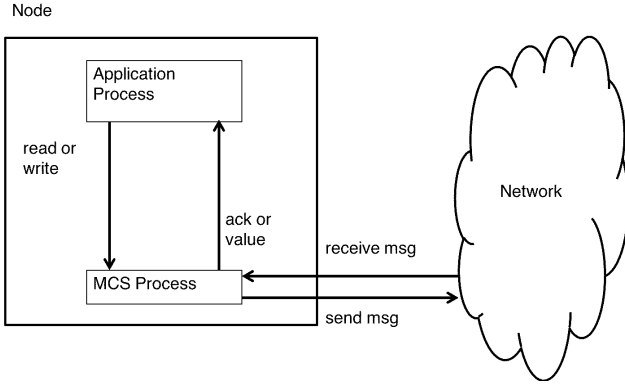 Node
Application
Process
read or
write
ack or
value
MCS Process
receive msg
send msg
Network